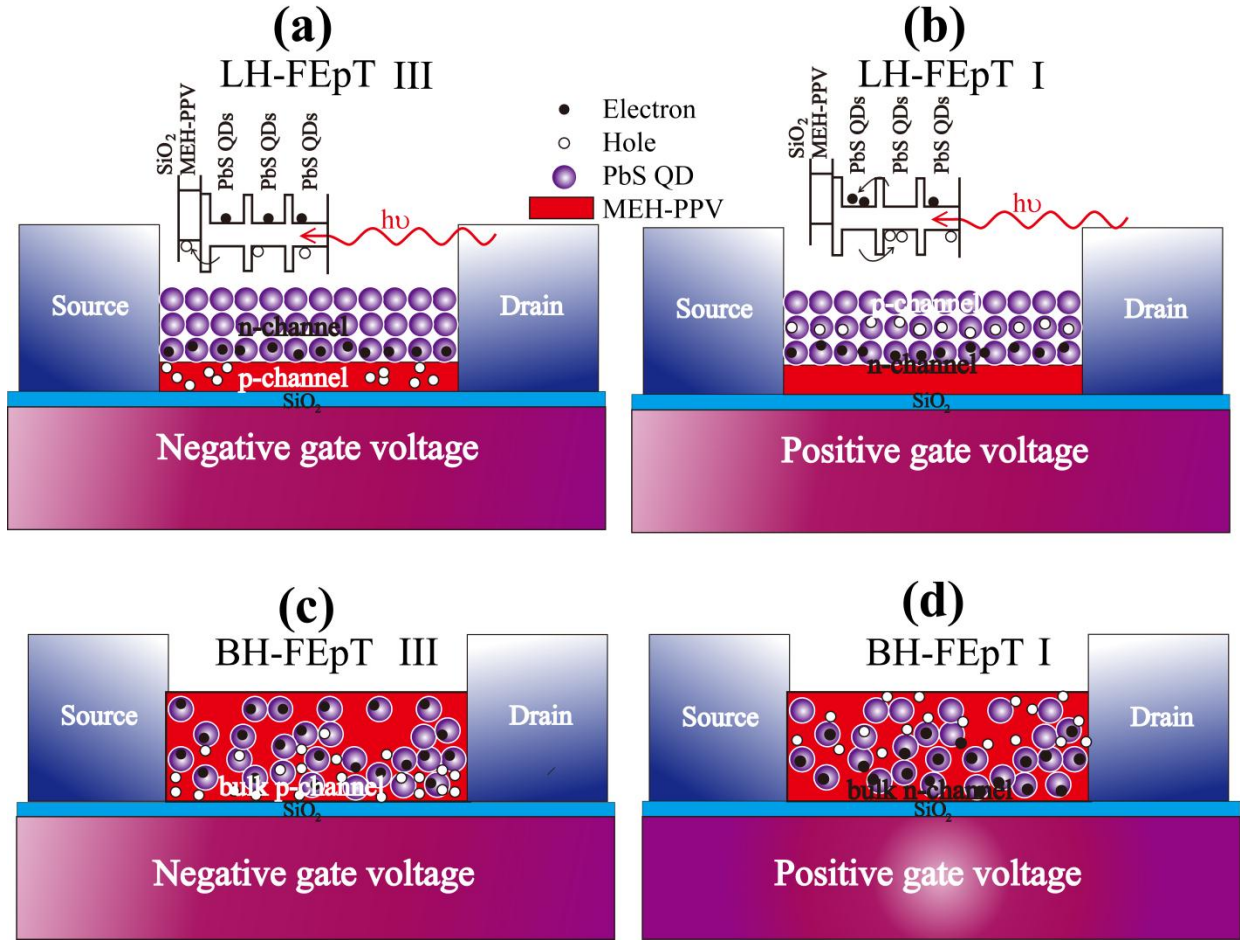 (a)
LH-FEpT III
SiO₂
MEH-PPV
PbS QDs
PbS QDs
PbS QDs
hυ
Source
Drain
n-channel
p-channel
SiO₂
Negative gate voltage
Electron
Hole
PbS QD
MEH-PPV
(b)
LH-FEpT I
SiO₂
MEH-PPV
PbS QDs
PbS QDs
PbS QDs
hυ
Source
Drain
p-channel
n-channel
SiO₂
Positive gate voltage
(c)
BH-FEpT III
Source
Drain
bulk p-channel
SiO₂
Negative gate voltage
(d)
BH-FEpT I
Source
Drain
bulk n-channel
SiO₂
Positive gate voltage